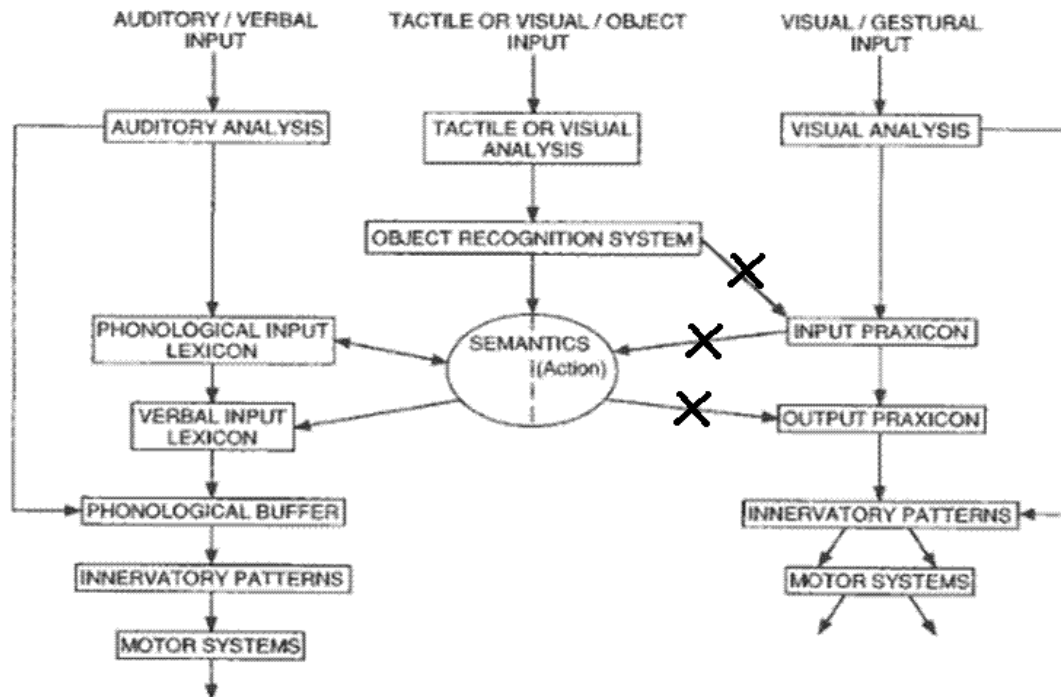 AUDITORY / VERBAL
INPUT
TACTILE OR VISUAL / OBJECT
INPUT
VISUAL / GESTURAL
INPUT
AUDITORY ANALYSIS
TACTILE OR VISUAL
ANALYSIS
VISUAL ANALYSIS
OBJECT RECOGNITION SYSTEM
PHONOLOGICAL INPUT
LEXICON
SEMANTICS
(Action)
INPUT PRAXICON
VERBAL INPUT
LEXICON
OUTPUT PRAXICON
PHONOLOGICAL BUFFER
INNERVATORY PATTERNS
INNERVATORY PATTERNS
MOTOR SYSTEMS
MOTOR SYSTEMS